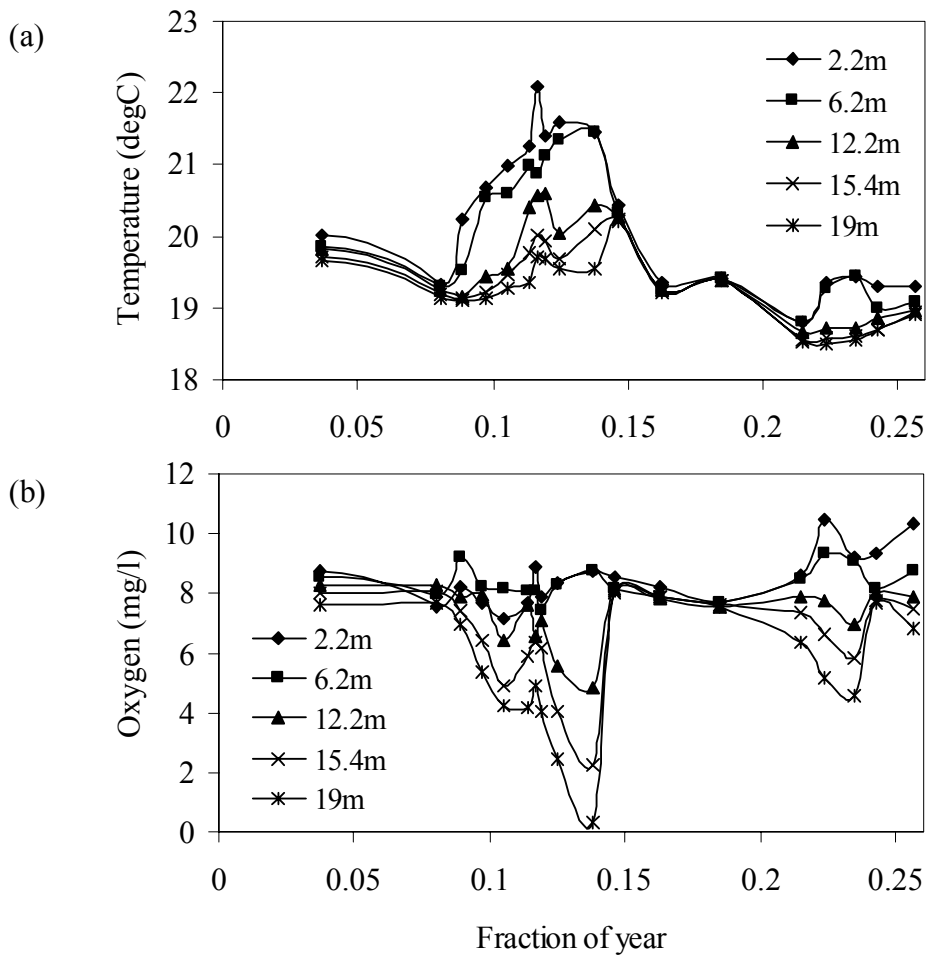 (a)
Temperature (degC)
23
22
21
20
19
18
0 0.05 0.1 0.15 0.2 0.25
2.2m
6.2m
12.2m
15.4m
19m
(b)
Oxygen (mg/l)
12
10
8
6
4
2
0
2.2m
6.2m
12.2m
15.4m
19m
0 0.05 0.1 0.15 0.2 0.25
Fraction of year